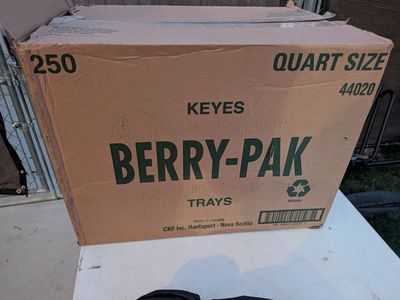 250 QUART SIZE
44020
KEYES
BERRY-PAK
TRAYS
Made in Canada
CKF Inc. Hantsport - Nova Scotia